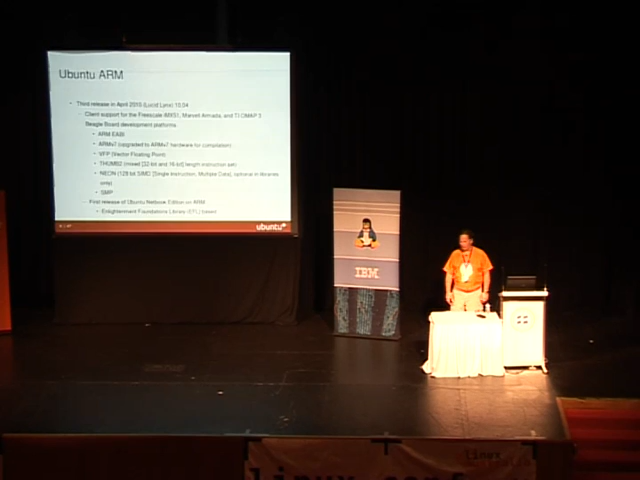 Ubuntu ARM
• Third release in April 2010 (Lucid Lynx) 10.04
– Client support for the Freescale iMX51, Marvell Armada, and TI OMAP 3
Beagle Board development platforms.
• ARM EABI
• ARMv7 (upgraded to ARMv7 hardware for compilation)
• VFP (Vector Floating Point)
• THUMB2 (mixed [32-bit and 16-bit] length instruction set)
• NEON (128 bit SIMD [Single Instruction, Multiple Data], optional in libraries
only)
• SMP
– First release of Ubuntu Netbook Edition on ARM
• Enlightenment Foundations Library (EFL) based
ubuntu
IBM
linux
linux.conf